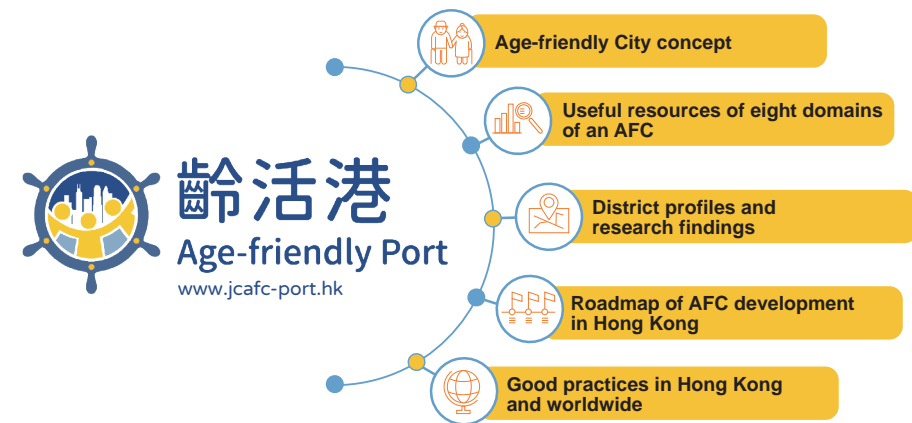 齡活港
Age-friendly Port
www.jcafc-port.hk
Age-friendly City concept
Useful resources of eight domains
of an AFC
District profiles and
research findings
Roadmap of AFC development
in Hong Kong
Good practices in Hong Kong
and worldwide